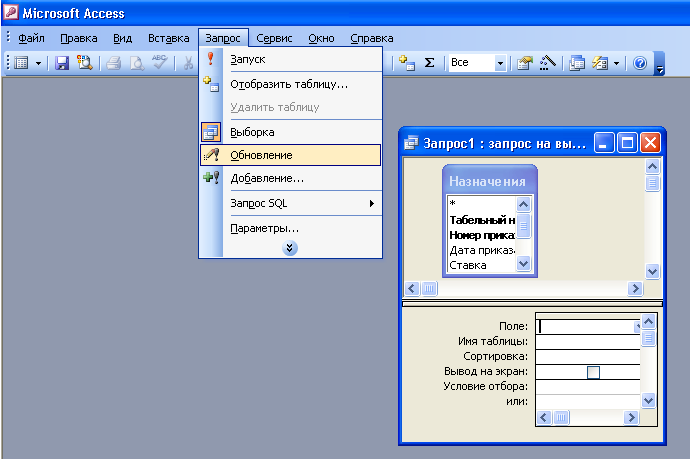 Microsoft Access
Файл Правка Вид Вставка Запрос Сервис Окно Справка
Все
Запуск
Отобразить таблицу...
Удалить таблицу
Выборка
Обновление
Добавление...
Запрос SQL
Параметры...
Запрос1 : запрос на вы...
Назначения
*
Табельный н
Номер прика
Дата приказа
Ставка
Поле:
Имя таблицы:
Сортировка:
Вывод на экран:
Условие отбора:
или: